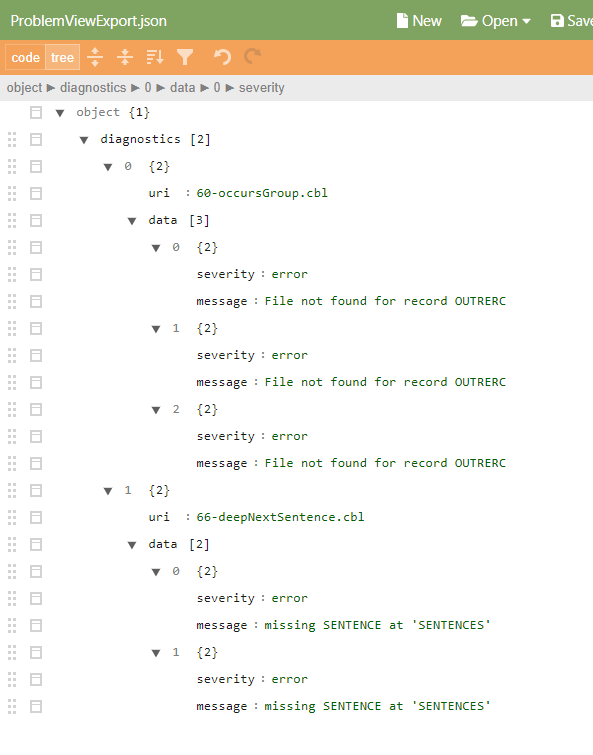 ProblemViewExport.json New Open Save
code tree
object ▶ diagnostics ▶ 0 ▶ data ▶ 0 ▶ severity
▼ object {1}
▼ diagnostics [2]
▼ 0 {2}
uri : 60-occursGroup.cbl
▼ data [3]
▼ 0 {2}
severity : error
message : File not found for record OUTRERC
▼ 1 {2}
severity : error
message : File not found for record OUTRERC
▼ 2 {2}
severity : error
message : File not found for record OUTRERC
▼ 1 {2}
uri : 66-deepNextSentence.cbl
▼ data [2]
▼ 0 {2}
severity : error
message : missing SENTENCE at 'SENTENCES'
▼ 1 {2}
severity : error
message : missing SENTENCE at 'SENTENCES'